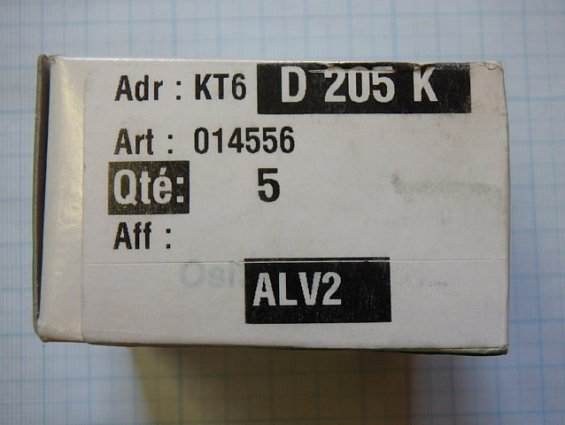 Adr : KT6 D 205 K
Art : 014556
Qté: 5
Aff :
ALV2